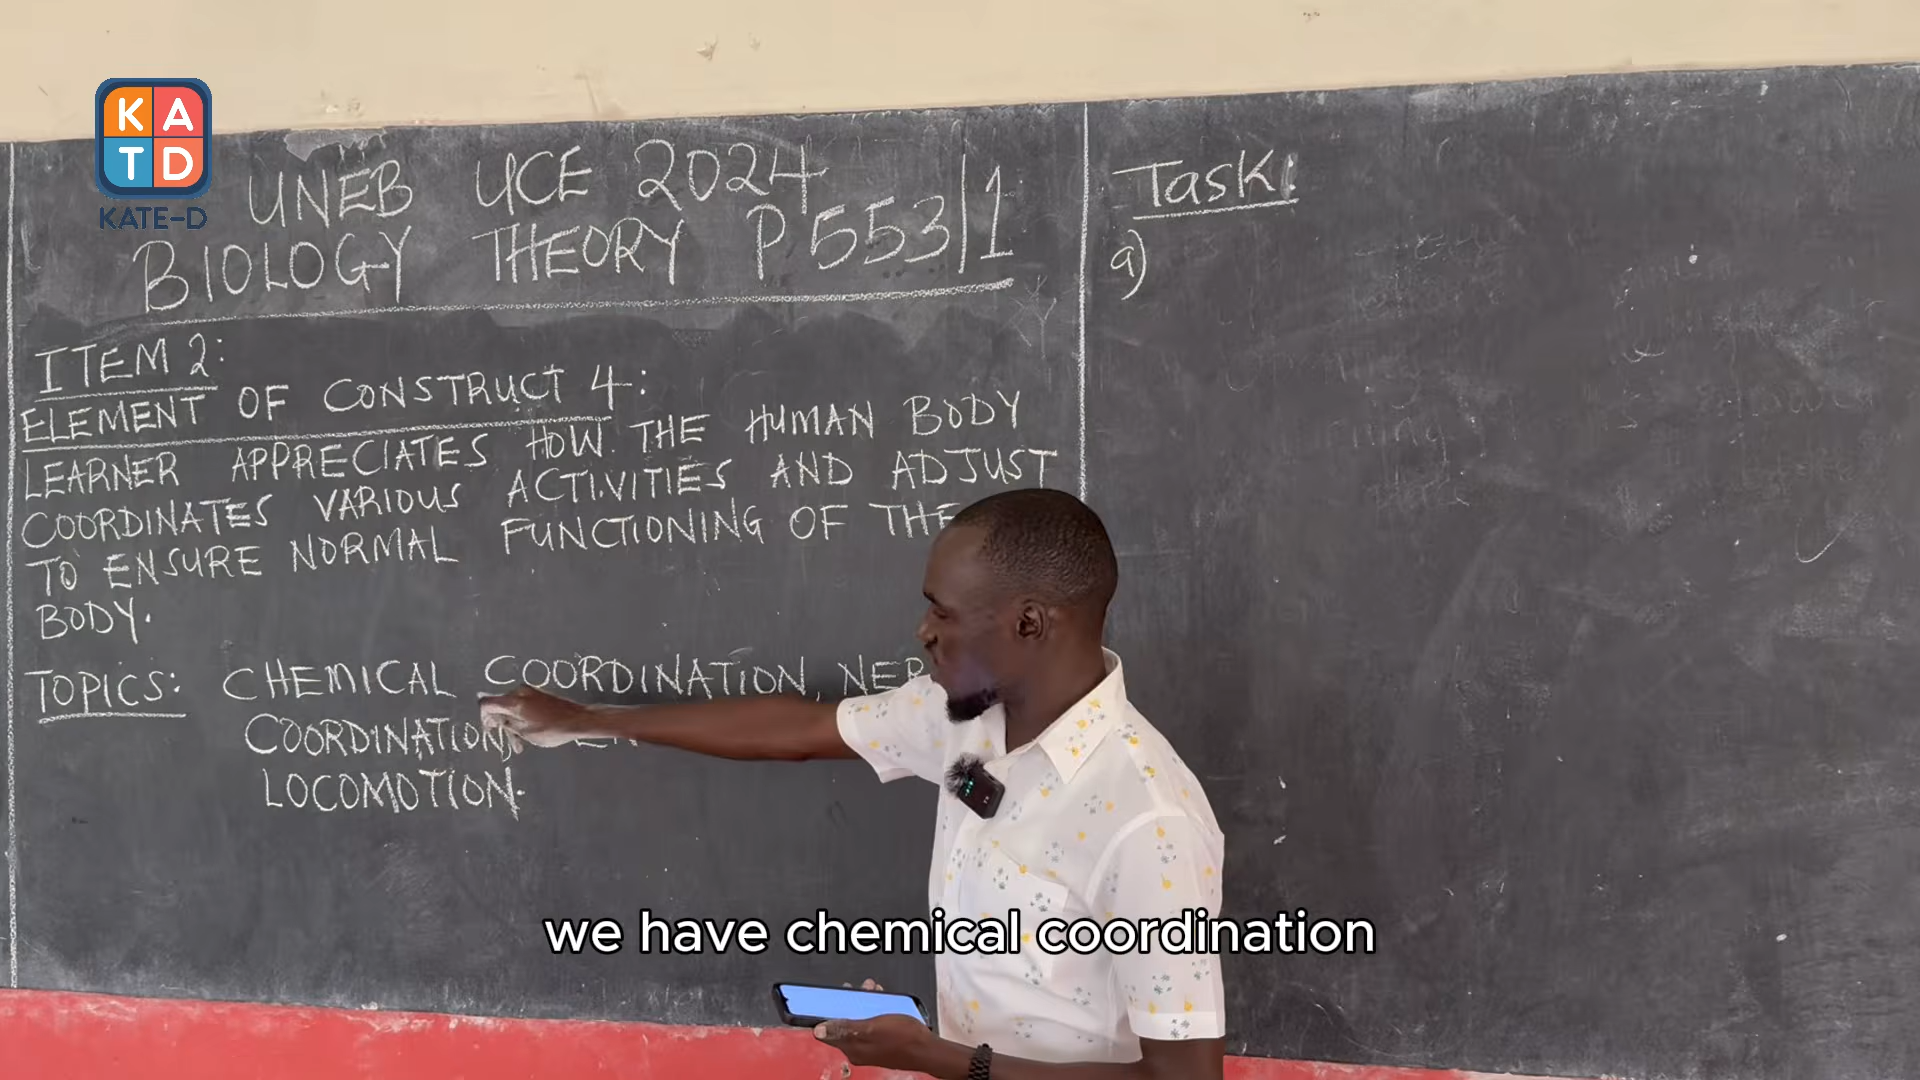 KATD
KATE-D
UNEB UCE 2024
BIOLOGY THEORY P553/1
ITEM 2:
ELEMENT OF CONSTRUCT 4:
LEARNER APPRECIATES HOW THE HUMAN BODY
COORDINATES VARIOUS ACTIVITIES AND ADJUST
TO ENSURE NORMAL FUNCTIONING OF THE
BODY.
TOPICS: CHEMICAL COORDINATION, NER
COORDINATION,
LOCOMOTION.
Task:
a)
we have chemical coordination